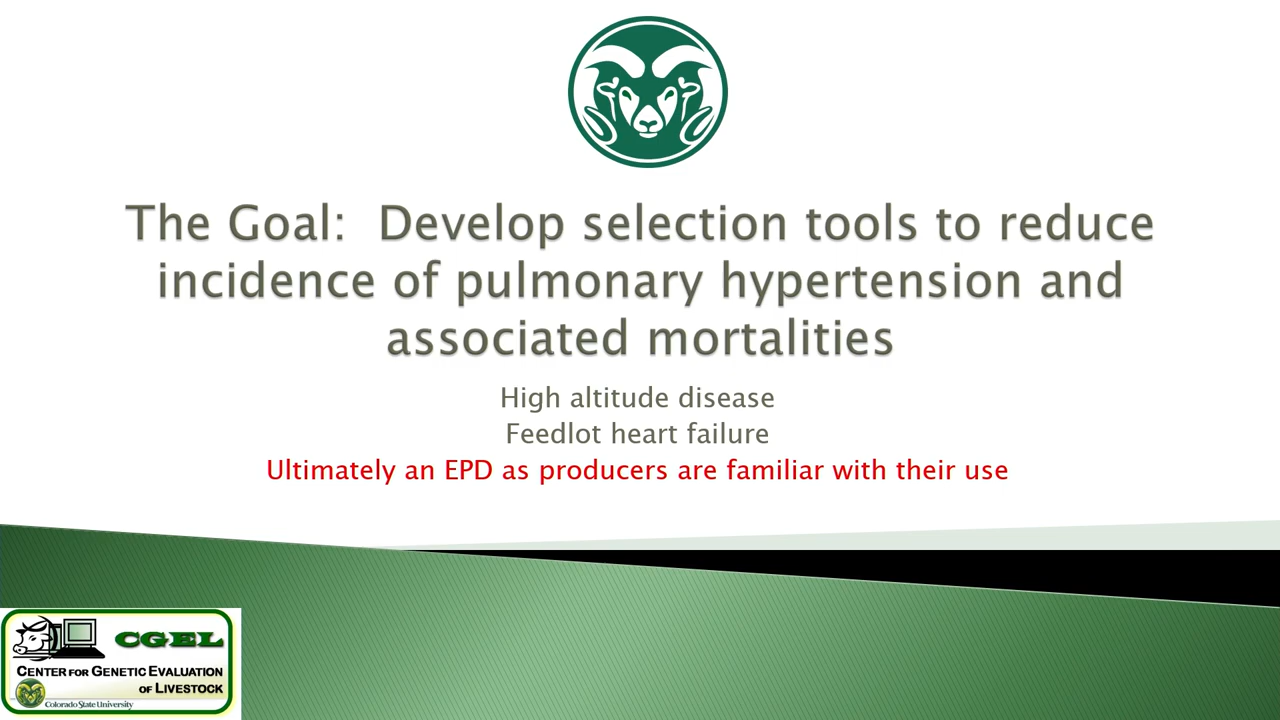 The Goal:  Develop selection tools to reduce
incidence of pulmonary hypertension and
associated mortalities
High altitude disease
Feedlot heart failure
Ultimately an EPD as producers are familiar with their use
CGEL
CENTER FOR GENETIC EVALUATION
OF LIVESTOCK
Colorado State University